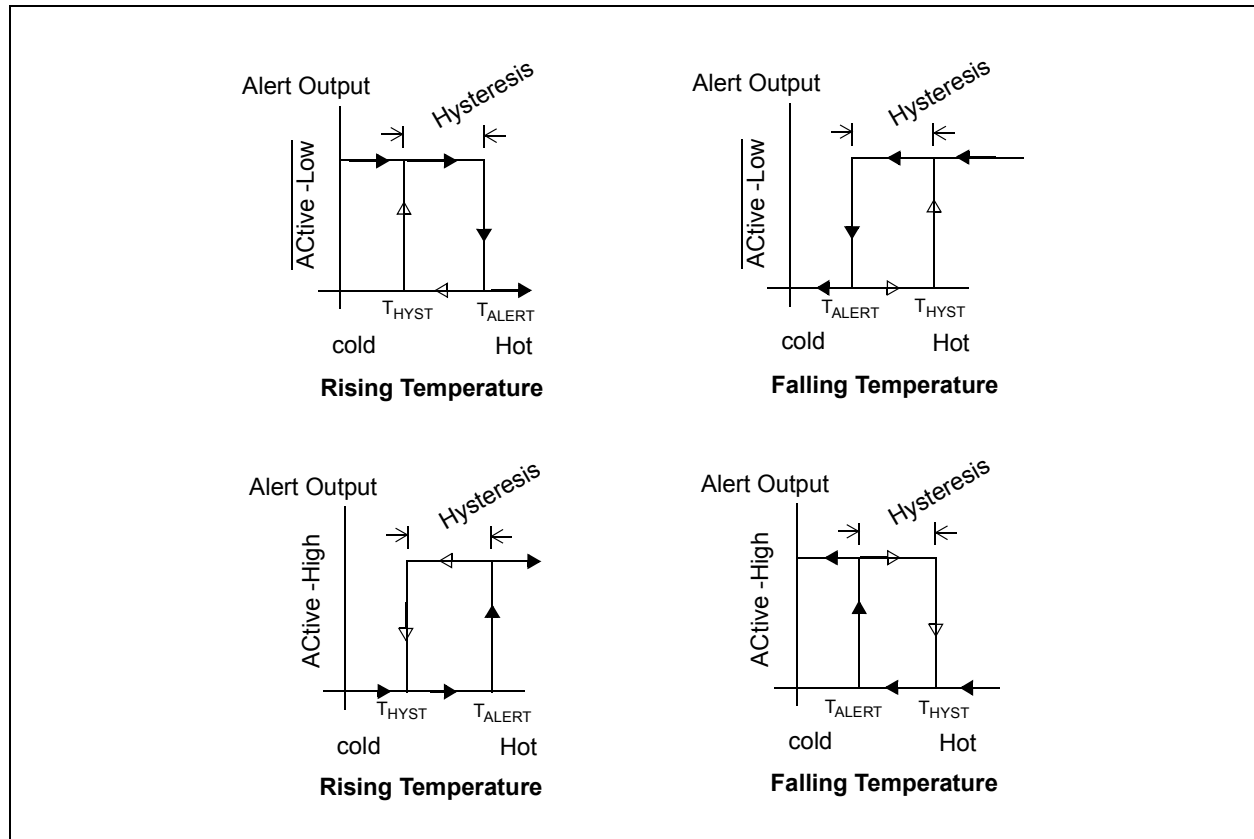 Alert Output
Hysteresis
ACtive -Low
THYST
TALERT
cold
Hot
Rising Temperature
Alert Output
Hysteresis
ACtive -Low
TALERT
THYST
cold
Hot
Falling Temperature
Alert Output
Hysteresis
ACtive -High
THYST
TALERT
cold
Hot
Rising Temperature
Alert Output
Hysteresis
ACtive -High
TALERT
THYST
cold
Hot
Falling Temperature